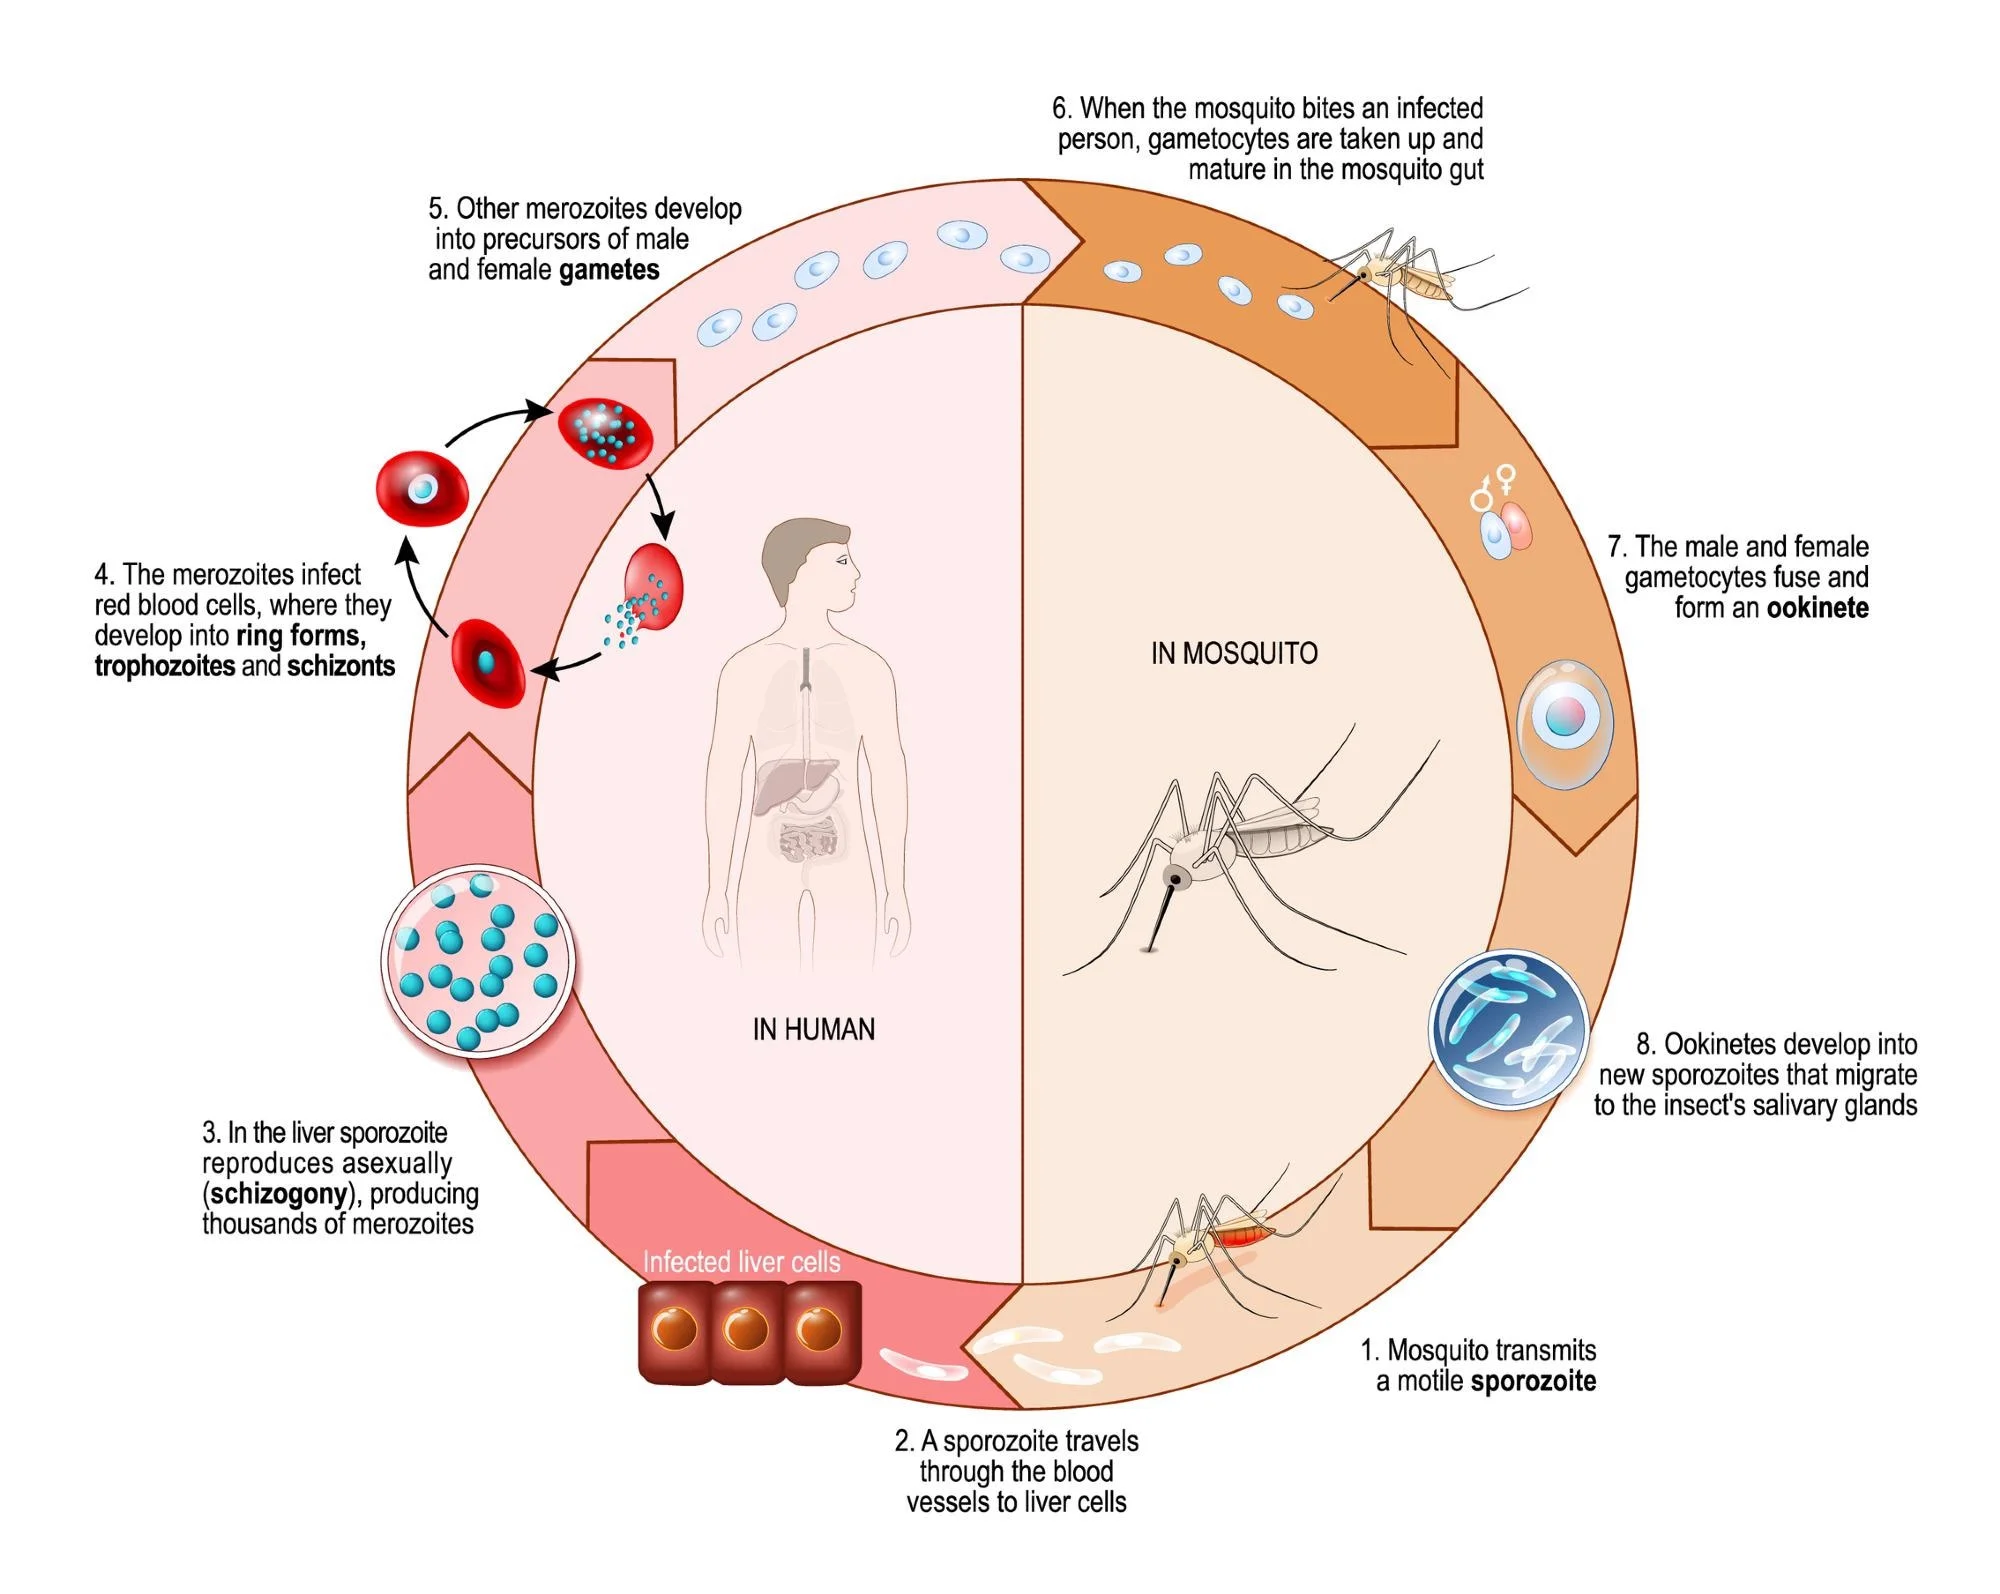 6. When the mosquito bites an infected
person, gametocytes are taken up and
mature in the mosquito gut
5. Other merozoites develop
into precursors of male
and female gametes
7. The male and female
gametocytes fuse and
form an ookinete
4. The merozoites infect
red blood cells, where they
develop into ring forms,
trophozoites and schizonts
IN MOSQUITO
IN HUMAN
8. Ookinetes develop into
new sporozoites that migrate
to the insect's salivary glands
3. In the liver sporozoite
reproduces asexually
(schizogony), producing
thousands of merozoites
Infected liver cells
1. Mosquito transmits
a motile sporozoite
2. A sporozoite travels
through the blood
vessels to liver cells